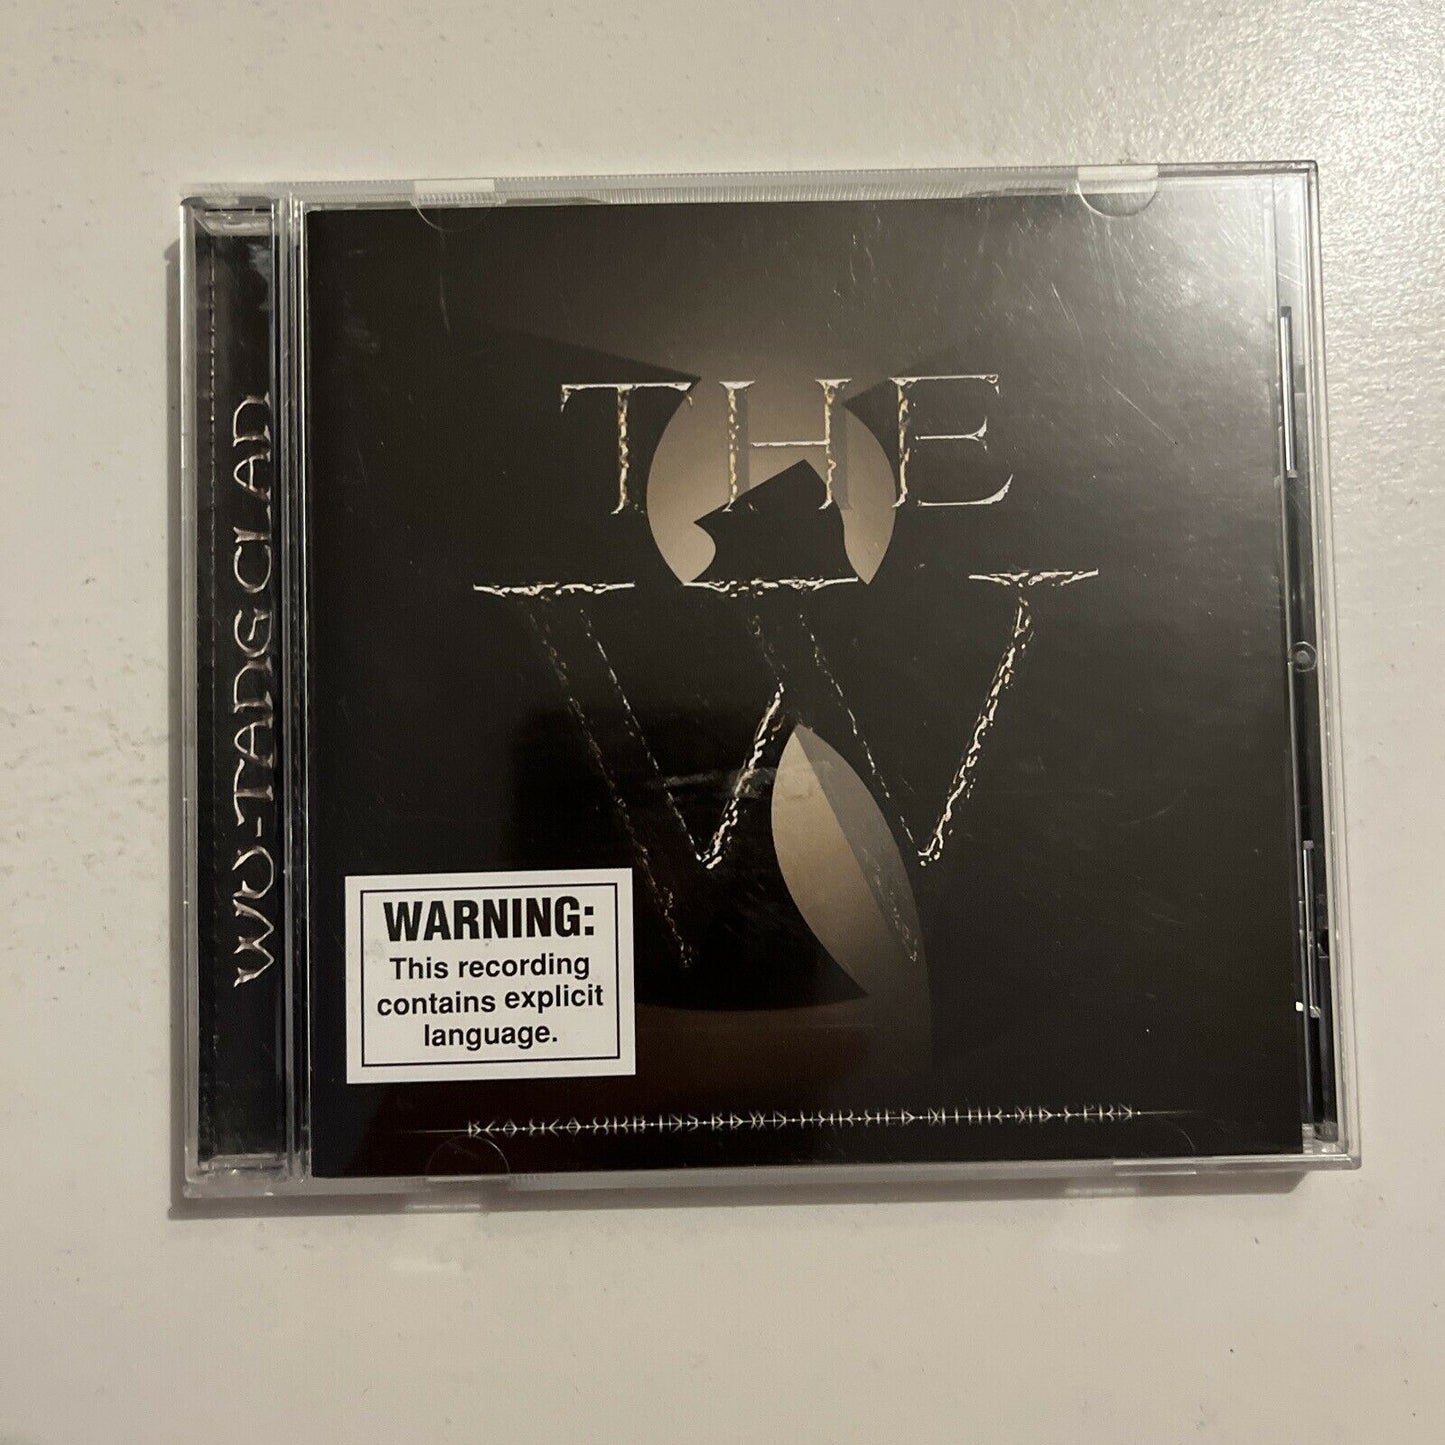 WU-TANG CLAN
THE
W
WARNING:
This recording
contains explicit
language.